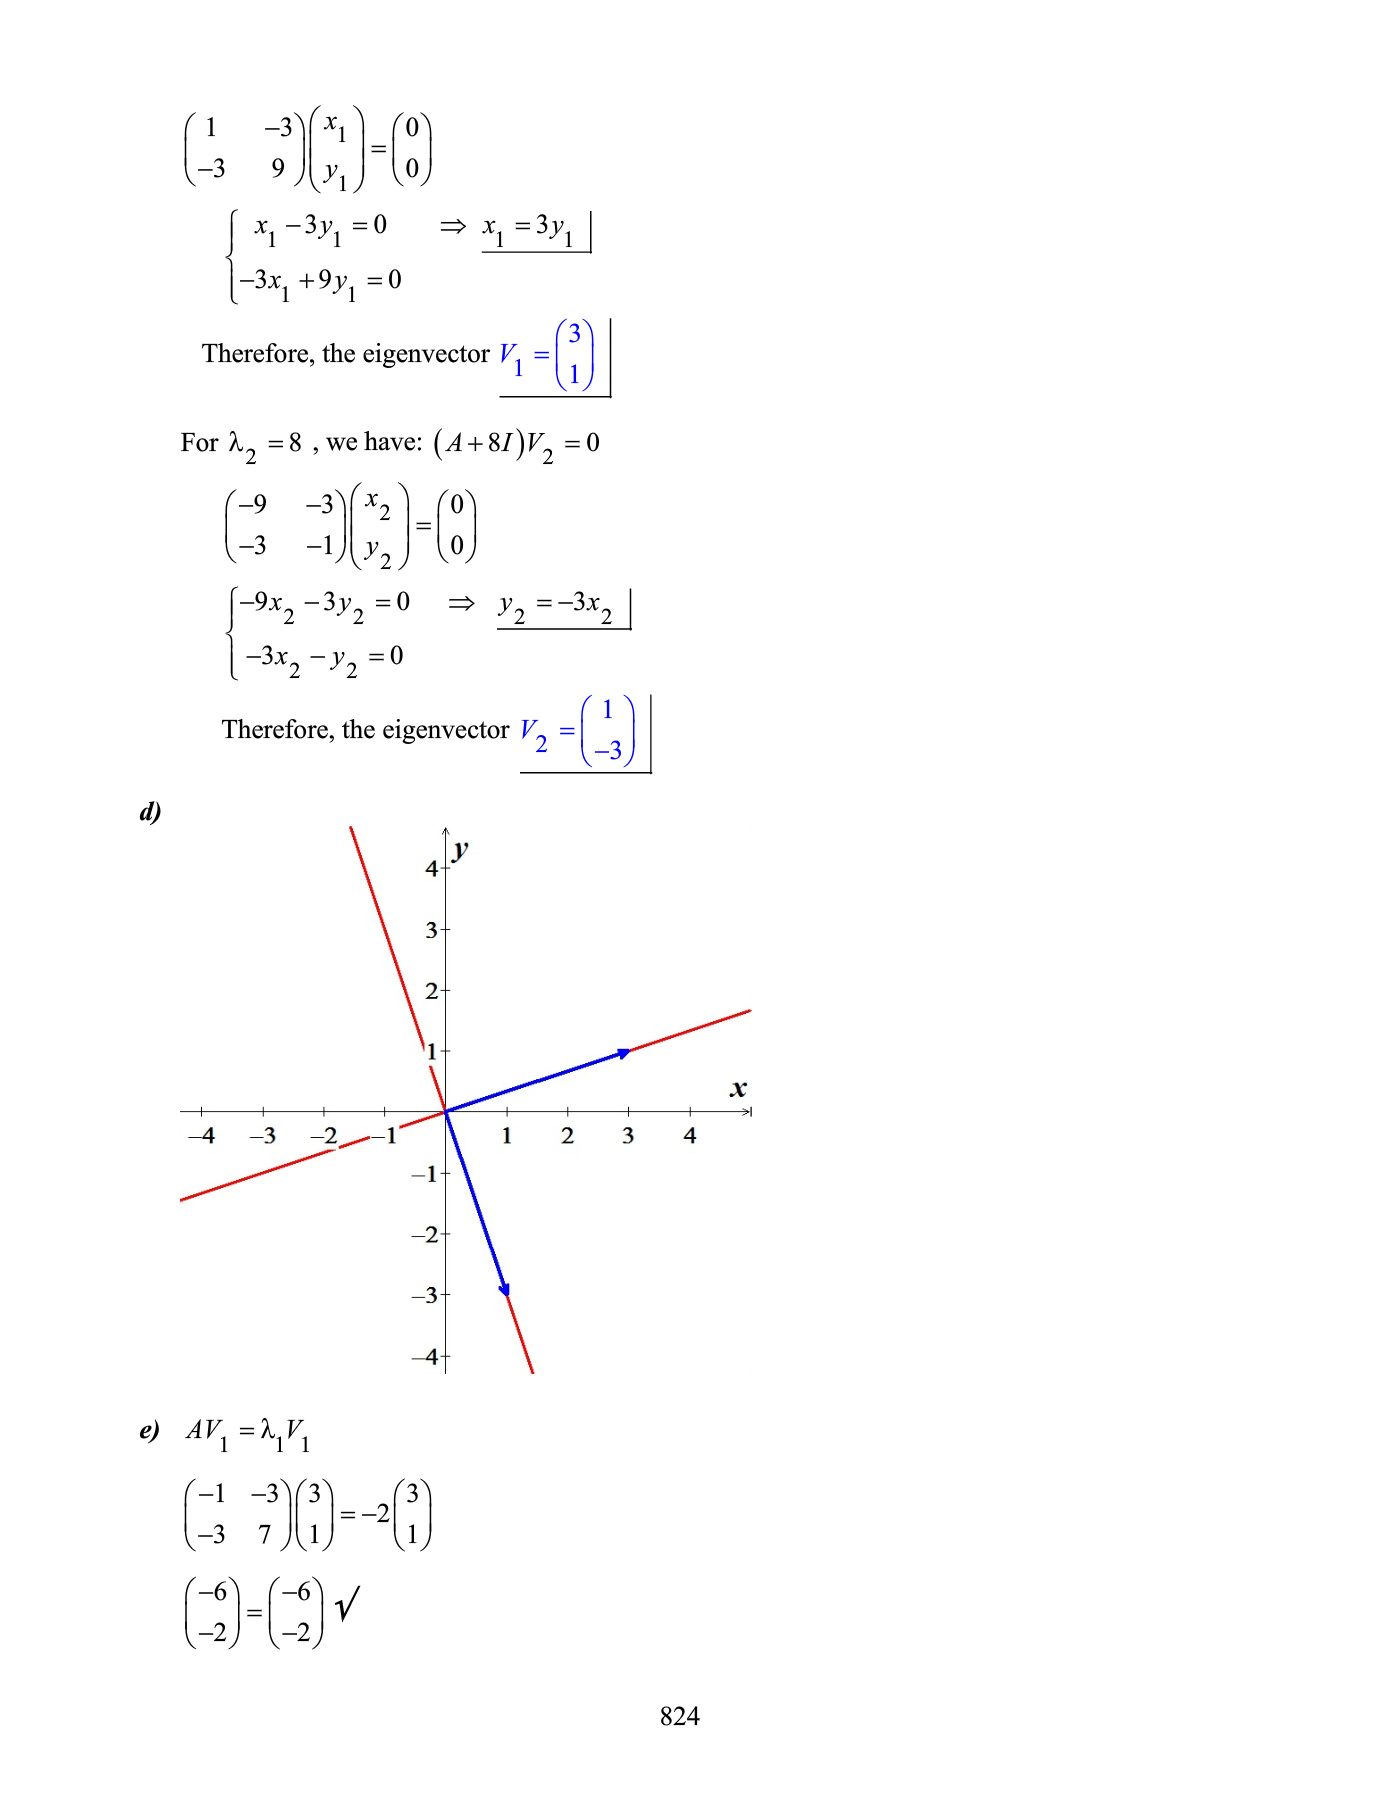 ( 1 −3 ) ( x₁ ) = ( 0 )
( −3 9 ) ( y₁ ) ( 0 )
{ x₁ − 3y₁ = 0 ⇒ x₁ = 3y₁
−3x₁ + 9y₁ = 0
Therefore, the eigenvector V₁ = ( 3 )
( 1 )
For λ₂ = 8 , we have: (A + 8I)V₂ = 0
( −9 −3 ) ( x₂ ) = ( 0 )
( −3 −1 ) ( y₂ ) ( 0 )
{ −9x₂ − 3y₂ = 0 ⇒ y₂ = −3x₂
−3x₂ − y₂ = 0
Therefore, the eigenvector V₂ = ( 1 )
( −3 )
d)
y
4
3
2
1
x
−4 −3 −2 −1 1 2 3 4
−1
−2
−3
−4
e) AV₁ = λ₁V₁
( −1 −3 ) ( 3 ) = −2 ( 3 )
( −3 7 ) ( 1 ) ( 1 )
( −6 ) = ( −6 ) √
( −2 ) ( −2 )
824